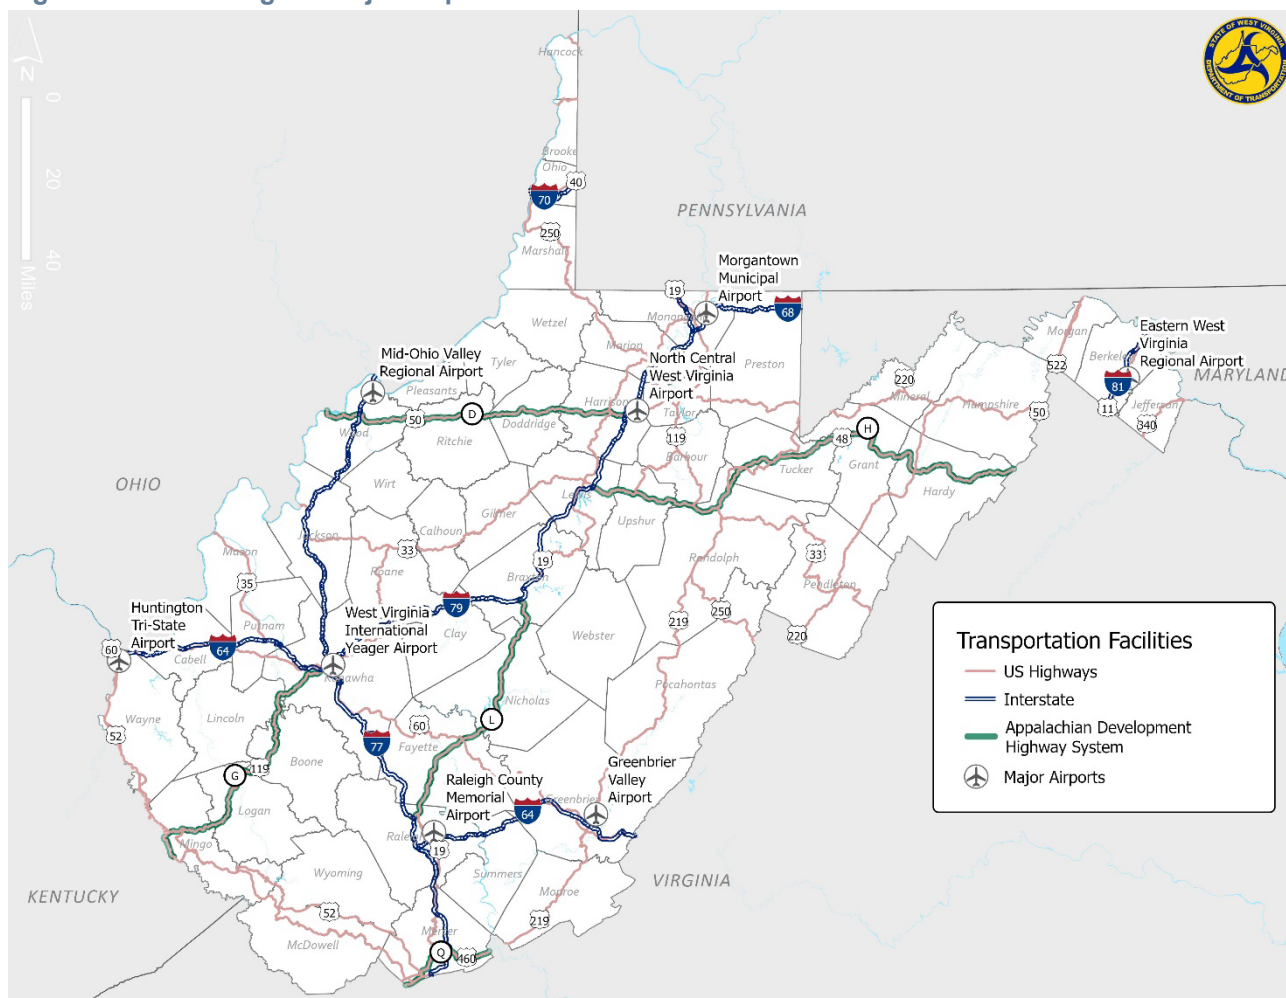 STATE OF WEST VIRGINIA
DEPARTMENT OF TRANSPORTATION
N
0
20
40
Miles
Hancock
Brooke
Ohio
40
70
PENNSYLVANIA
250
Marshall
Morgantown
Municipal
Airport
19
68
Wetzel
Marion
Preston
Morgan
Eastern West
Virginia
Regional Airport
Mid-Ohio Valley
Regional Airport
Tyler
North Central
West Virginia
Airport
522
81
MARYLAND
Pleasants
220
Mineral
Hampshire
11
Jefferson
340
50
D
Doddridge
Harrison
Taylor
50
Wood
Ritchie
119
Barbour
48
H
Tucker
Grant
Hardy
OHIO
Wirt
Lewis
Gilmer
Calhoun
Upshur
Jackson
33
Roane
Randolph
33
Mason
19
Braxton
Pendleton
35
Huntington
Tri-State
Airport
Putnam
West Virginia
International
Yeager Airport
79
Clay
Webster
219
250
220
60
Cabell
64
Kanawha
Pocahontas
Transportation Facilities
US Highways
Interstate
Appalachian Development
Highway System
Major Airports
Wayne
Lincoln
Nicholas
52
60
L
77
Fayette
G
119
Boone
Raleigh County
Memorial
Airport
Greenbrier
Valley
Airport
Logan
64
Greenbrier
Mingo
19
Wyoming
Summers
Monroe
VIRGINIA
KENTUCKY
52
219
McDowell
Mercer
Q
460